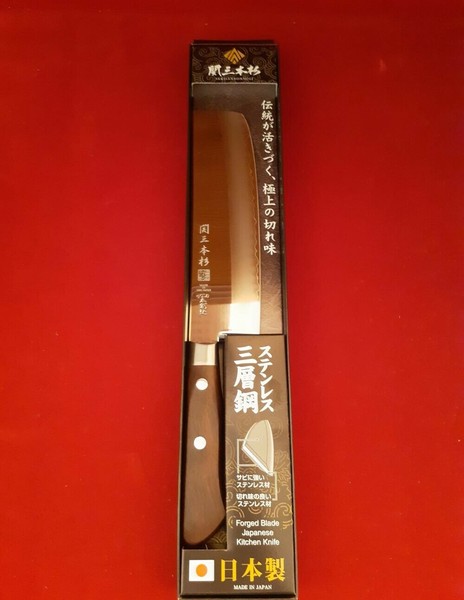 関三本杉
SEKI SANBONSUGI
伝統が活きづく、極上の切れ味
関三本杉
ステンレス
三層鋼
サビに強い
ステンレス材
切れ味の良い
ステンレス材
Forged Blade
Japanese
Kitchen Knife
日本製
MADE IN JAPAN